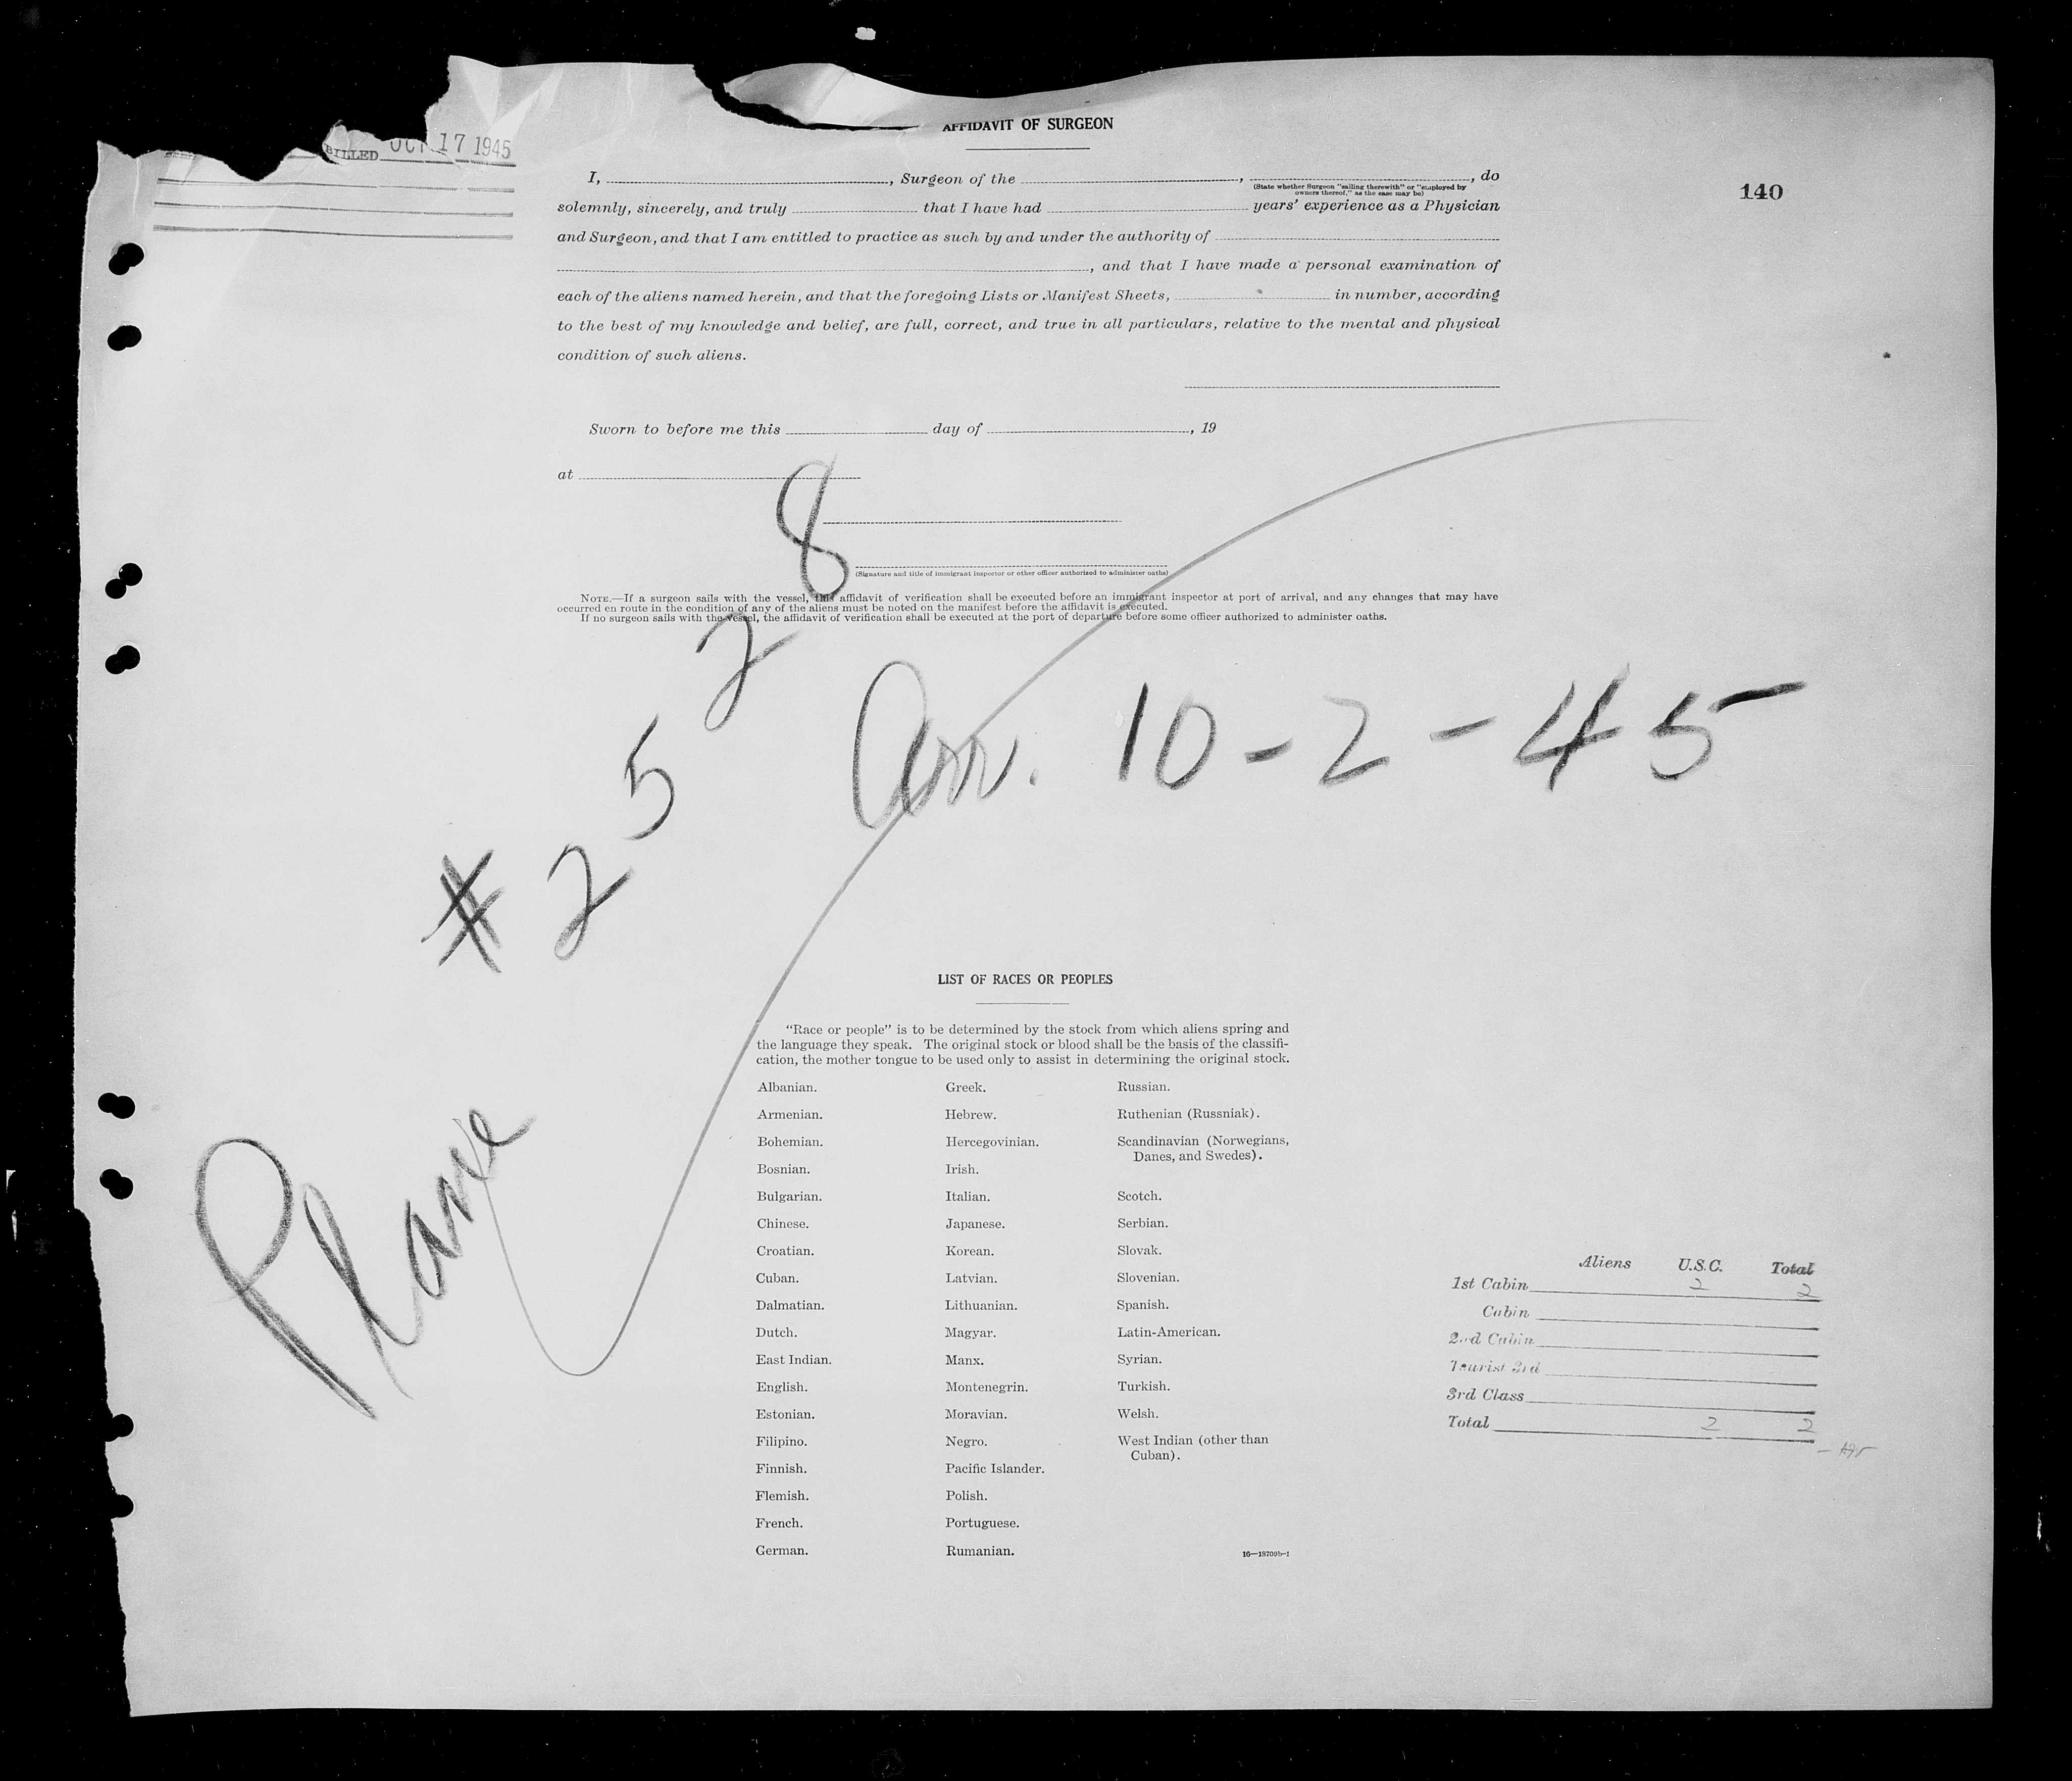 AFFIDAVIT OF SURGEON
BILLED OCT 17 1945
140
I, , Surgeon of the , , do
(State whether Surgeon "sailing therewith" or "employed by
owners thereof," as the case may be)
solemnly, sincerely, and truly that I have had years' experience as a Physician
and Surgeon, and that I am entitled to practice as such by and under the authority of
, and that I have made a personal examination of
each of the aliens named herein, and that the foregoing Lists or Manifest Sheets, in number, according
to the best of my knowledge and belief, are full, correct, and true in all particulars, relative to the mental and physical
condition of such aliens.
Sworn to before me this day of , 19
at
(Signature and title of immigrant inspector or other officer authorized to administer oaths)
NOTE.—If a surgeon sails with the vessel, this affidavit of verification shall be executed before an immigrant inspector at port of arrival, and any changes that may have
occurred en route in the condition of any of the aliens must be noted on the manifest before the affidavit is executed.
If no surgeon sails with the vessel, the affidavit of verification shall be executed at the port of departure before some officer authorized to administer oaths.
Plane # 2528
Arr. 10-2-45
LIST OF RACES OR PEOPLES
"Race or people" is to be determined by the stock from which aliens spring and
the language they speak. The original stock or blood shall be the basis of the classifi-
cation, the mother tongue to be used only to assist in determining the original stock.
Albanian.
Armenian.
Bohemian.
Bosnian.
Bulgarian.
Chinese.
Croatian.
Cuban.
Dalmatian.
Dutch.
East Indian.
English.
Estonian.
Filipino.
Finnish.
Flemish.
French.
German.
Greek.
Hebrew.
Hercegovinian.
Irish.
Italian.
Japanese.
Korean.
Latvian.
Lithuanian.
Magyar.
Manx.
Montenegrin.
Moravian.
Negro.
Pacific Islander.
Polish.
Portuguese.
Rumanian.
Russian.
Ruthenian (Russniak).
Scandinavian (Norwegians,
Danes, and Swedes).
Scotch.
Serbian.
Slovak.
Slovenian.
Spanish.
Latin-American.
Syrian.
Turkish.
Welsh.
West Indian (other than
Cuban).
16—18700b-1
Aliens U.S.C. Total
1st Cabin 2 2
Cabin
2nd Cabin
Tourist 3rd
3rd Class
Total 2 2